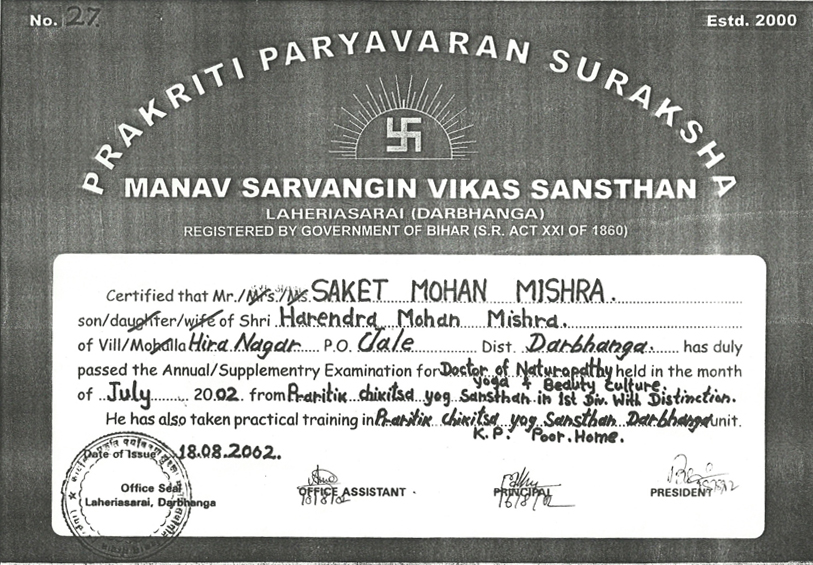 No. 27.
Estd. 2000
PRAKRITI PARYAVARAN SURAKSHA
MANAV SARVANGIN VIKAS SANSTHAN
LAHERIASARAI (DARBHANGA)
REGISTERED BY GOVERNMENT OF BIHAR (S.R. ACT XXI OF 1860)
Certified that Mr./Mrs./Ms. SAKET MOHAN MISHRA.
son/daughter/wife of Shri Harendra Mohan Mishra.
of Vill/Mohalla Hira Nagar P.O. Ujale Dist. Darbhanga. has duly
passed the Annual/Supplementry Examination for Doctor of Naturopathy held in the month
yoga & Beauty Culture.
of July 2002. from Praritik chikitsa yog Sansthan in 1st Div. With Distinction.
He has also taken practical training in Praritik chikitsa yog Sansthan Darbhanga unit.
K.P. Poor. Home.
Date of Issue 18.08.2002.
Office Seal
Laheriasarai, Darbhanga
OFFICE ASSISTANT
PRINCIPAL
PRESIDENT